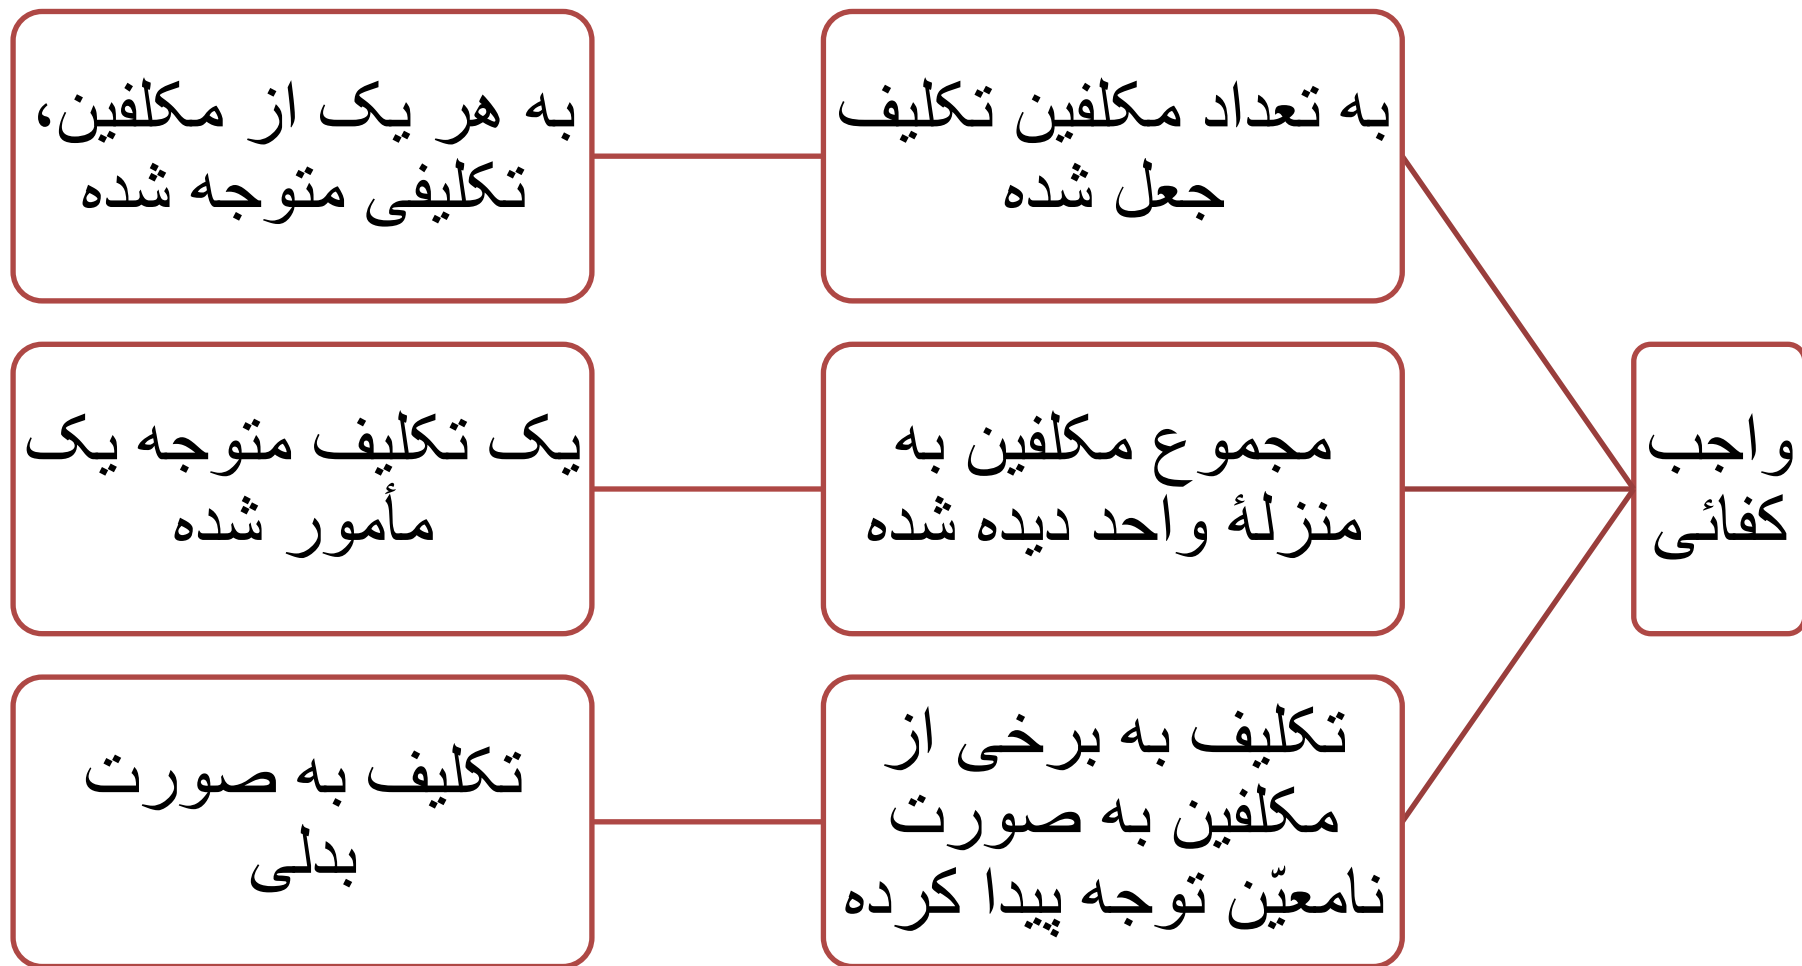 واجب
کفائی
به تعداد مکلفین تکلیف
جعل شده
به هر یک از مکلفین،
تکلیفی متوجه شده
مجموع مکلفین به
منزلۀ واحد دیده شده
یک تکلیف متوجه یک
مأمور شده
تکلیف به برخی از
مکلفین به صورت
نامعیّن توجه پیدا کرده
تکلیف به صورت
بدلی